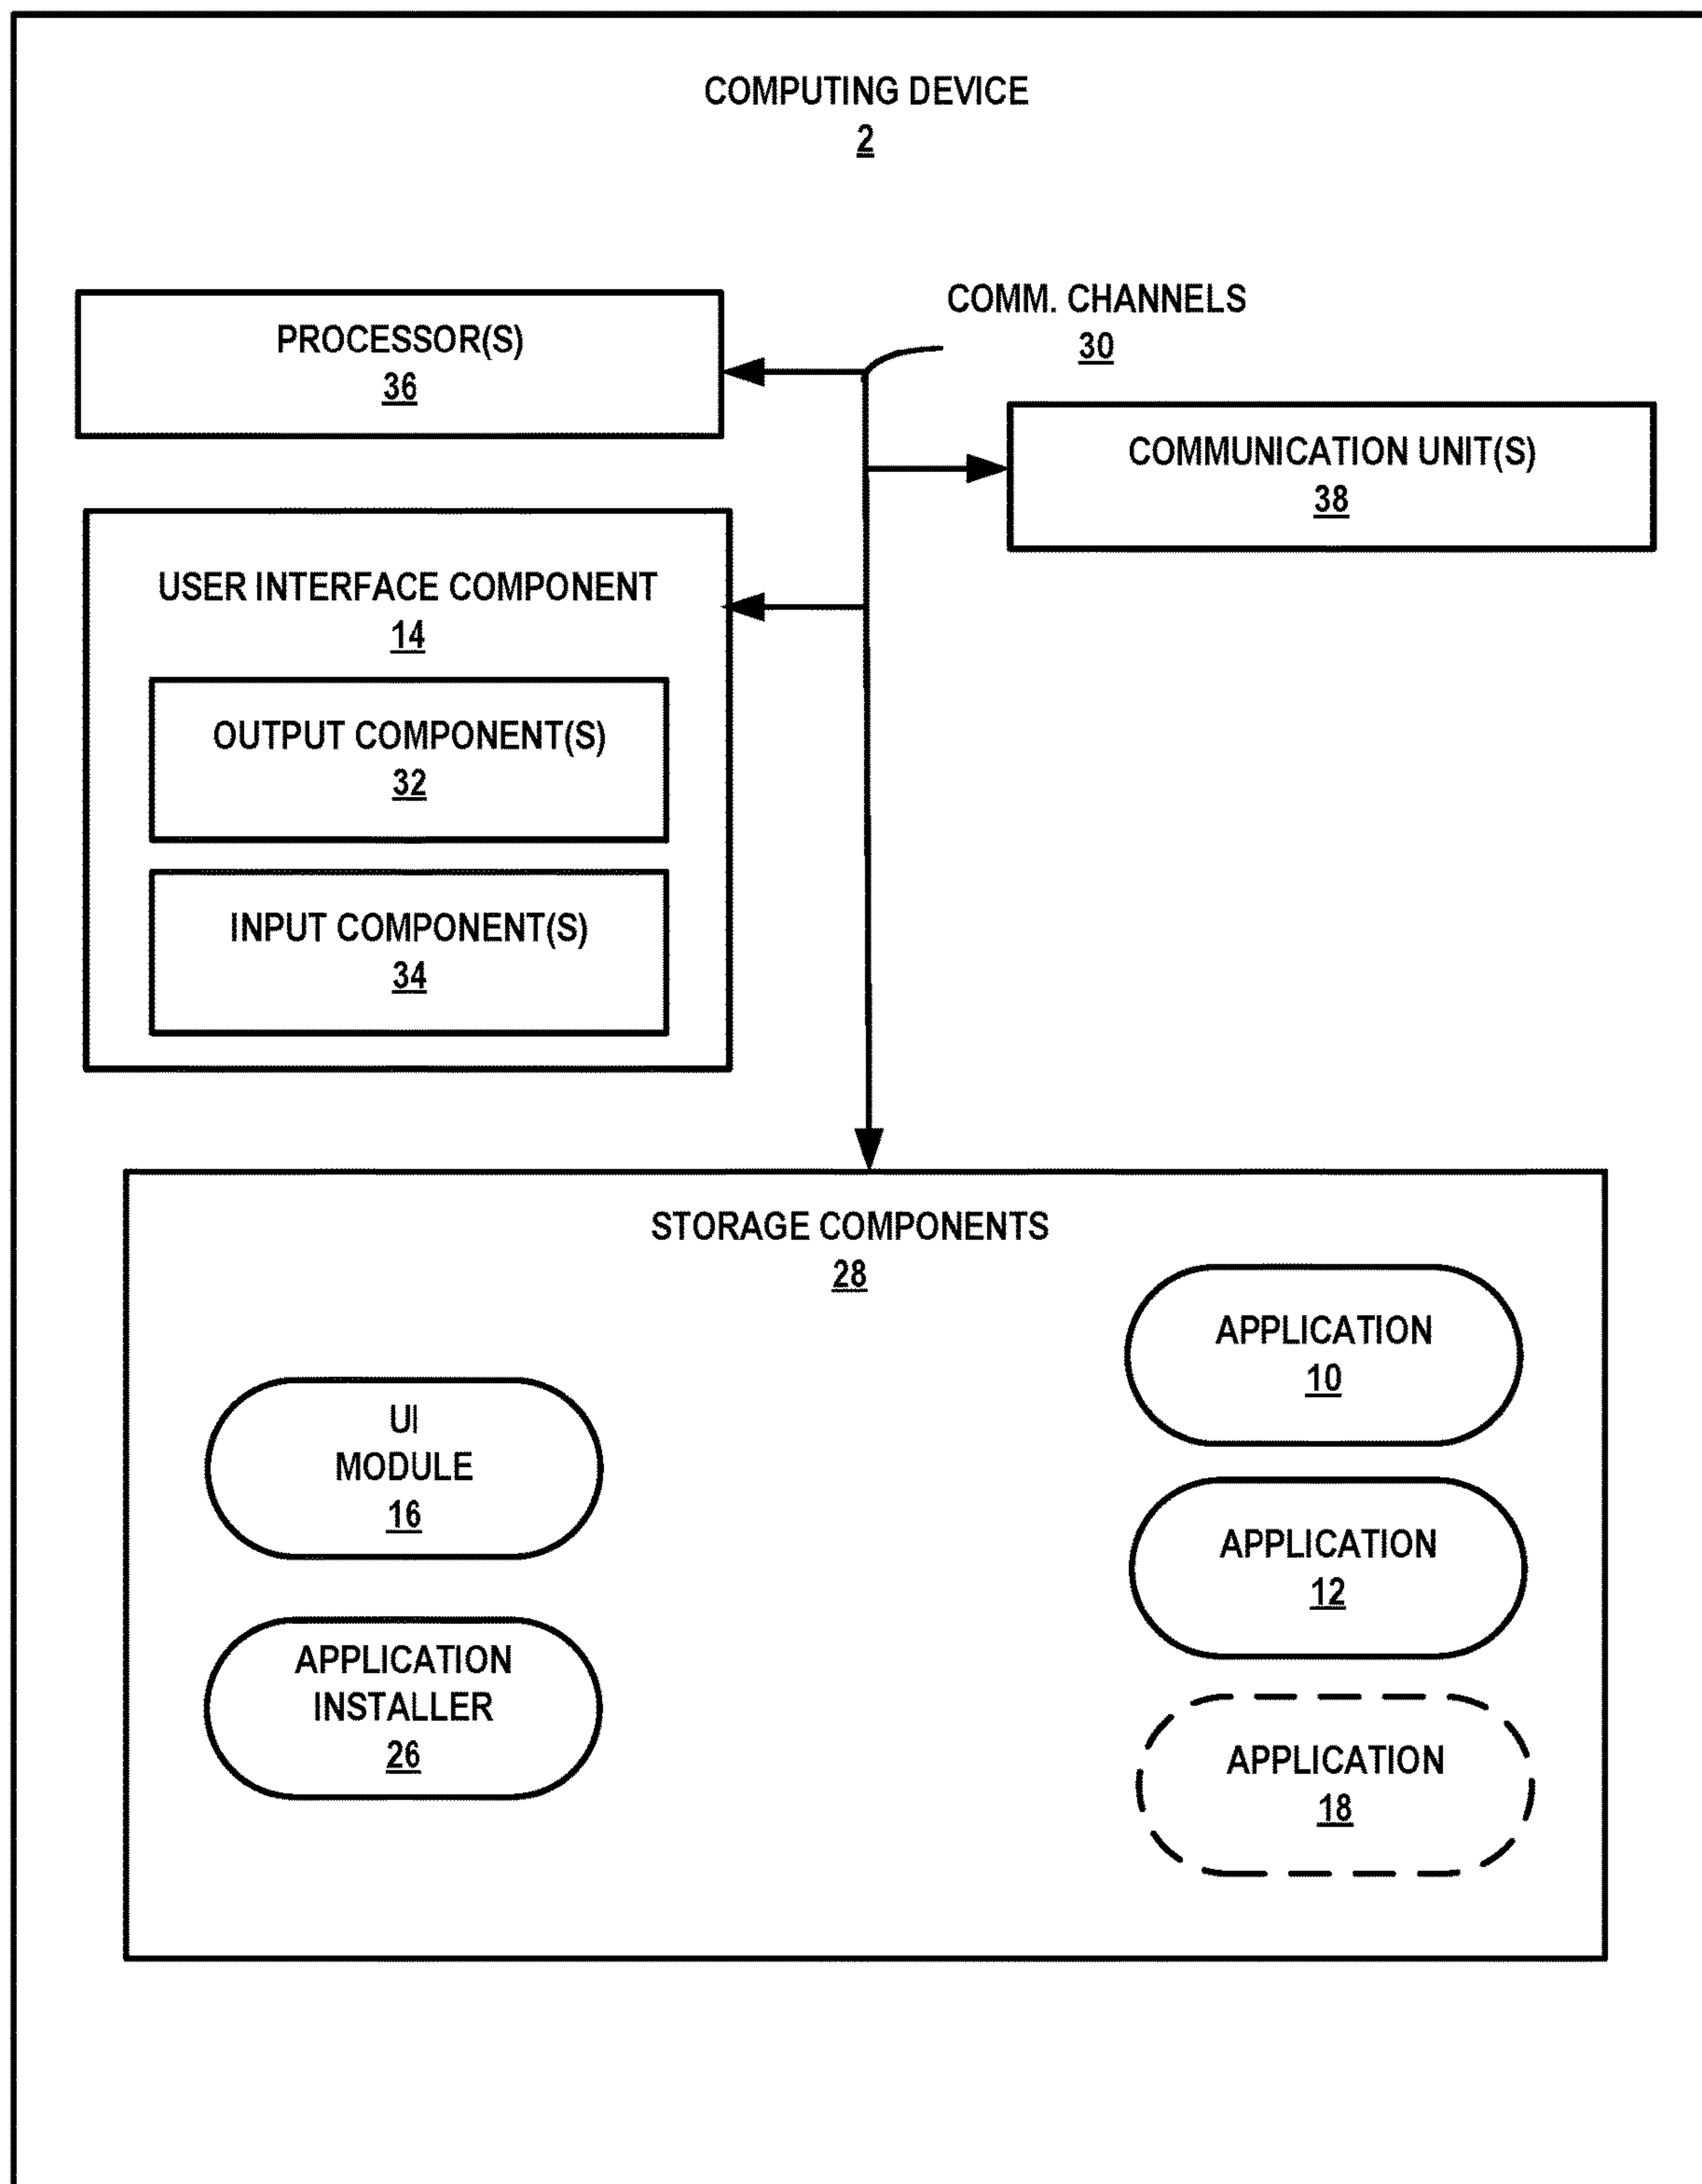 COMPUTING DEVICE
2
PROCESSOR(S)
36
COMM. CHANNELS
30
COMMUNICATION UNIT(S)
38
USER INTERFACE COMPONENT
14
OUTPUT COMPONENT(S)
32
INPUT COMPONENT(S)
34
STORAGE COMPONENTS
28
UI
MODULE
16
APPLICATION
INSTALLER
26
APPLICATION
10
APPLICATION
12
APPLICATION
18